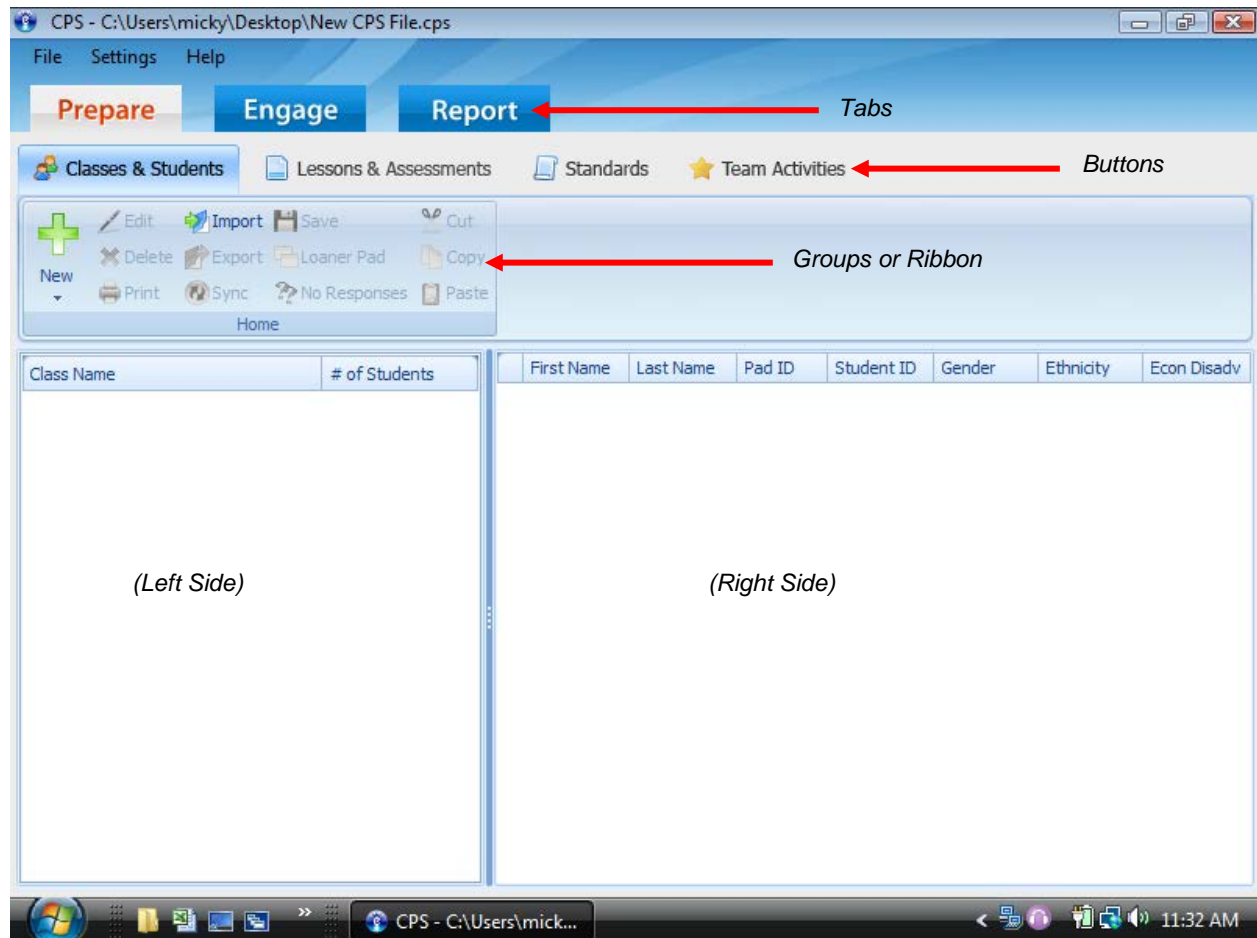 CPS - C:\Users\micky\Desktop\New CPS File.cps
File Settings Help
Prepare Engage Report Tabs
Classes & Students Lessons & Assessments Standards Team Activities Buttons
New
Edit Import Save Cut
Delete Export Loaner Pad Copy Groups or Ribbon
Print Sync No Responses Paste
Home
Class Name # of Students First Name Last Name Pad ID Student ID Gender Ethnicity Econ Disadv
(Left Side) (Right Side)
CPS - C:\Users\mick... 11:32 AM